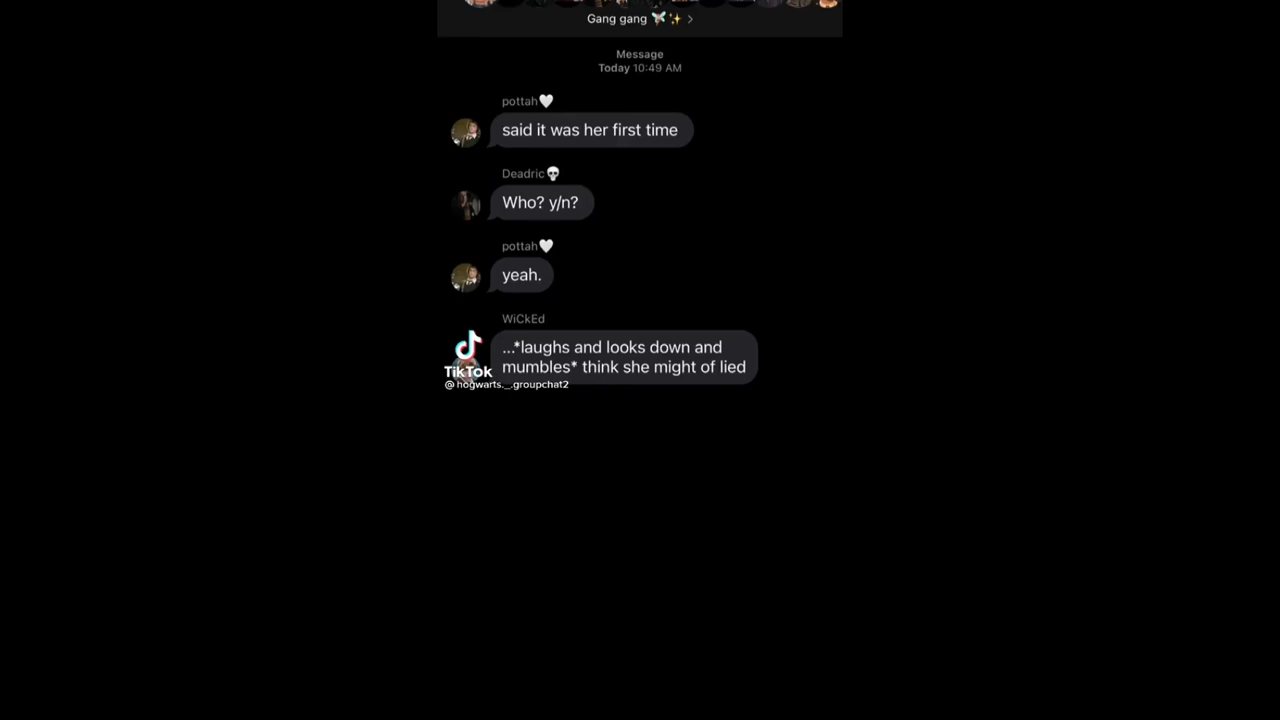 Gang gang 🧚✨ >
Message
Today 10:49 AM
pottah🤍
said it was her first time
Deadric💀
Who? y/n?
pottah🤍
yeah.
WiCkEd
...*laughs and looks down and
mumbles* think she might of lied
TikTok
@hogwarts._.groupchat2